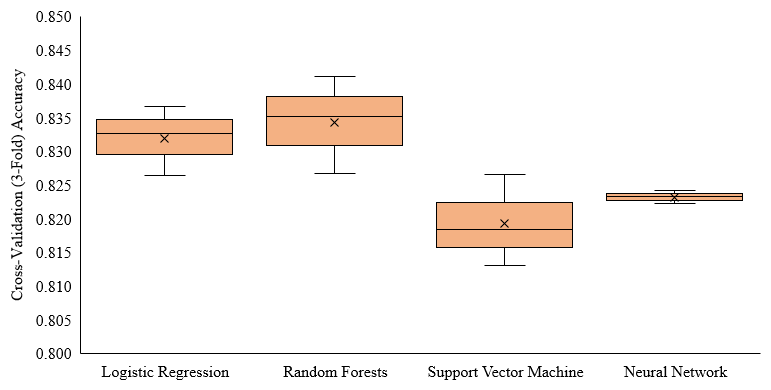 Cross-Validation (3-Fold) Accuracy
0.850
0.845
0.840
0.835
0.830
0.825
0.820
0.815
0.810
0.805
0.800
Logistic Regression
Random Forests
Support Vector Machine
Neural Network